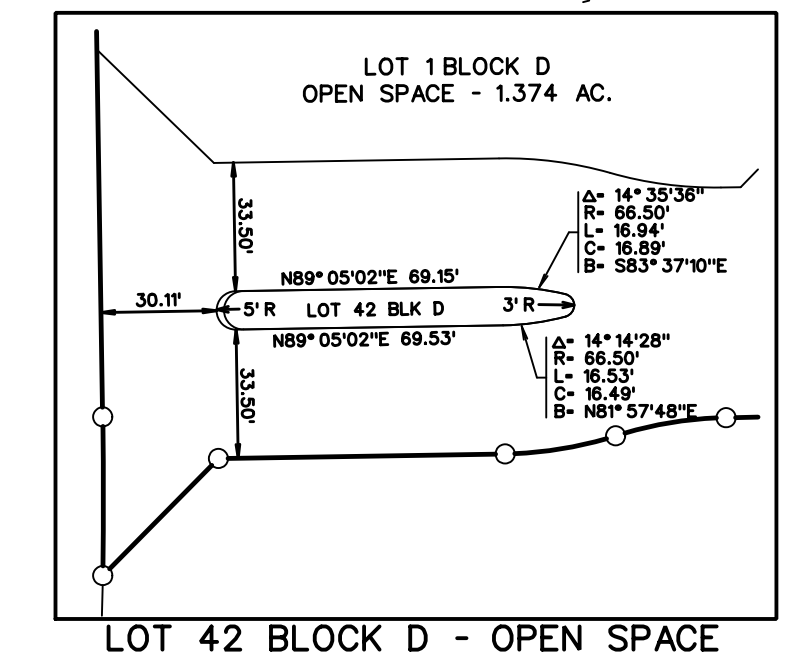 LOT 1 BLOCK D
OPEN SPACE - 1.374 AC.
Δ= 14° 35'36"
R= 66.50'
L= 16.94'
C= 16.89'
B= S83° 37'10"E
33.50'
N89° 05'02"E 69.15'
30.11'
5' R
LOT 42 BLK D
3' R
N89° 05'02"E 69.53'
Δ= 14° 14'28"
R= 66.50'
L= 16.53'
C= 16.49'
B= N81° 57'48"E
33.50'
LOT 42 BLOCK D - OPEN SPACE